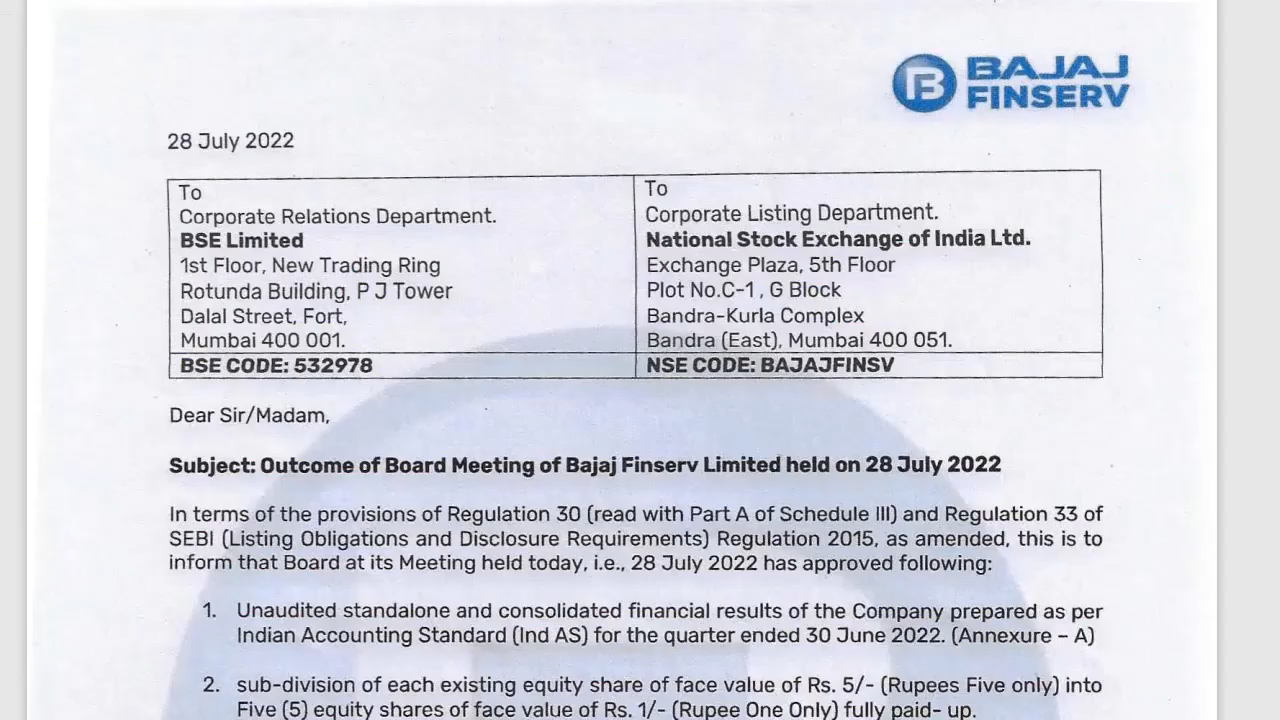 BAJAJ
FINSERV
28 July 2022
To
Corporate Relations Department.
BSE Limited
1st Floor, New Trading Ring
Rotunda Building, P J Tower
Dalal Street, Fort,
Mumbai 400 001.
BSE CODE: 532978
To
Corporate Listing Department.
National Stock Exchange of India Ltd.
Exchange Plaza, 5th Floor
Plot No.C-1, G Block
Bandra-Kurla Complex
Bandra (East), Mumbai 400 051.
NSE CODE: BAJAJFINSV
Dear Sir/Madam,
Subject: Outcome of Board Meeting of Bajaj Finserv Limited held on 28 July 2022
In terms of the provisions of Regulation 30 (read with Part A of Schedule III) and Regulation 33 of
SEBI (Listing Obligations and Disclosure Requirements) Regulation 2015, as amended, this is to
inform that Board at its Meeting held today, i.e., 28 July 2022 has approved following:
1. Unaudited standalone and consolidated financial results of the Company prepared as per
Indian Accounting Standard (Ind AS) for the quarter ended 30 June 2022. (Annexure – A)
2. sub-division of each existing equity share of face value of Rs. 5/- (Rupees Five only) into
Five (5) equity shares of face value of Rs. 1/- (Rupee One Only) fully paid- up.